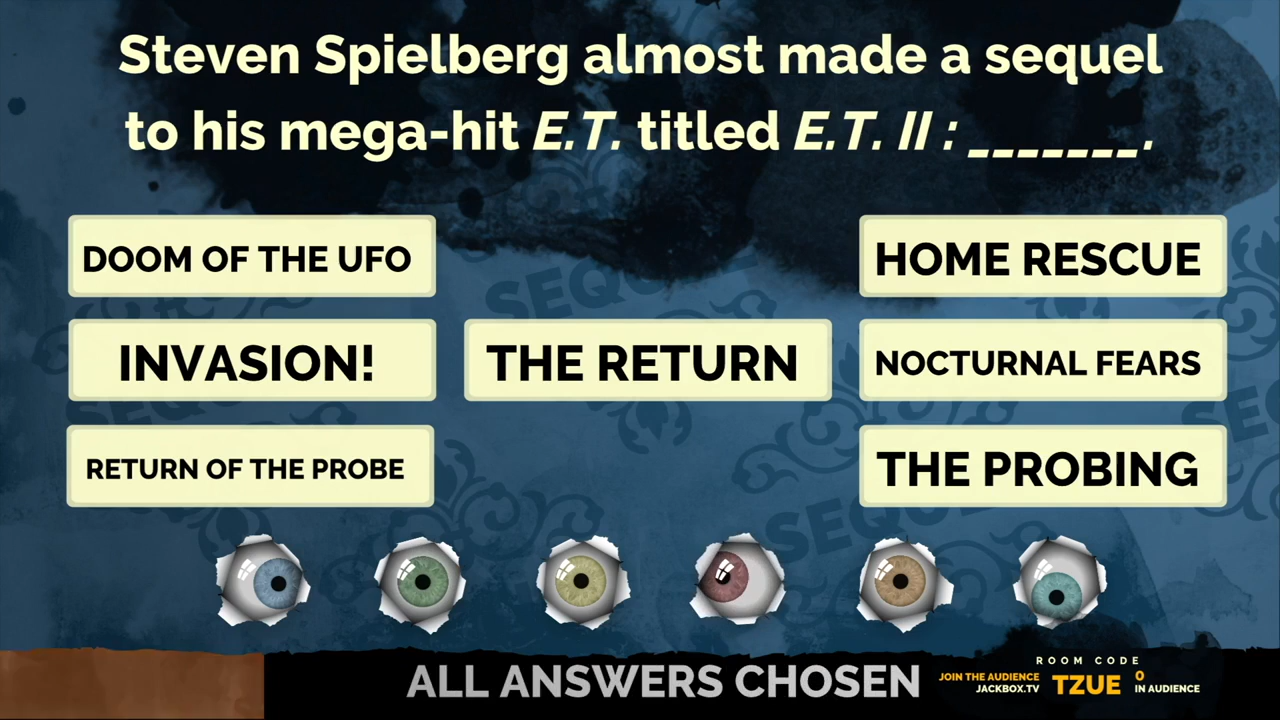 Steven Spielberg almost made a sequel
to his mega-hit E.T. titled E.T. II : _______.
DOOM OF THE UFO
HOME RESCUE
INVASION!
THE RETURN
NOCTURNAL FEARS
RETURN OF THE PROBE
THE PROBING
ALL ANSWERS CHOSEN
ROOM CODE
JOIN THE AUDIENCE
JACKBOX.TV
TZUE
0
IN AUDIENCE